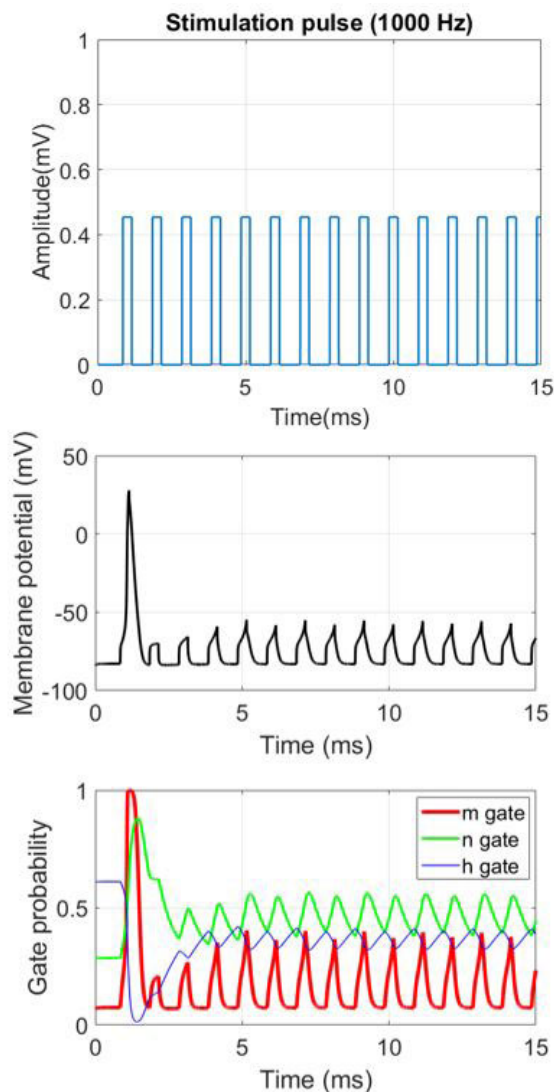 Stimulation pulse (1000 Hz)
1
0.8
0.6
0.4
0.2
0
Amplitude(mV)
0 5 10 15
Time(ms)
50
0
-50
-100
Membrane potential (mV)
0 5 10 15
Time (ms)
1
0.5
0
Gate probability
m gate
n gate
h gate
0 5 10 15
Time (ms)